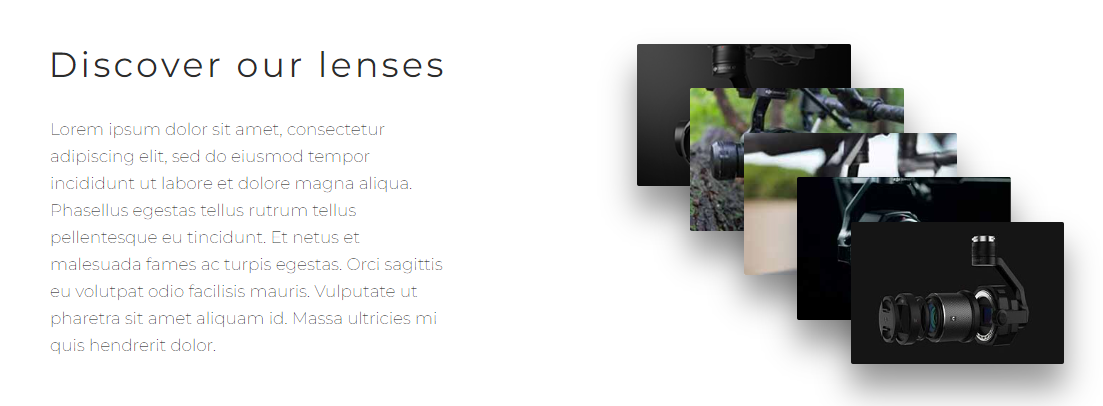 Discover our lenses
Lorem ipsum dolor sit amet, consectetur
adipiscing elit, sed do eiusmod tempor
incididunt ut labore et dolore magna aliqua.
Phasellus egestas tellus rutrum tellus
pellentesque eu tincidunt. Et netus et
malesuada fames ac turpis egestas. Orci sagittis
eu volutpat odio facilisis mauris. Vulputate ut
pharetra sit amet aliquam id. Massa ultricies mi
quis hendrerit dolor.